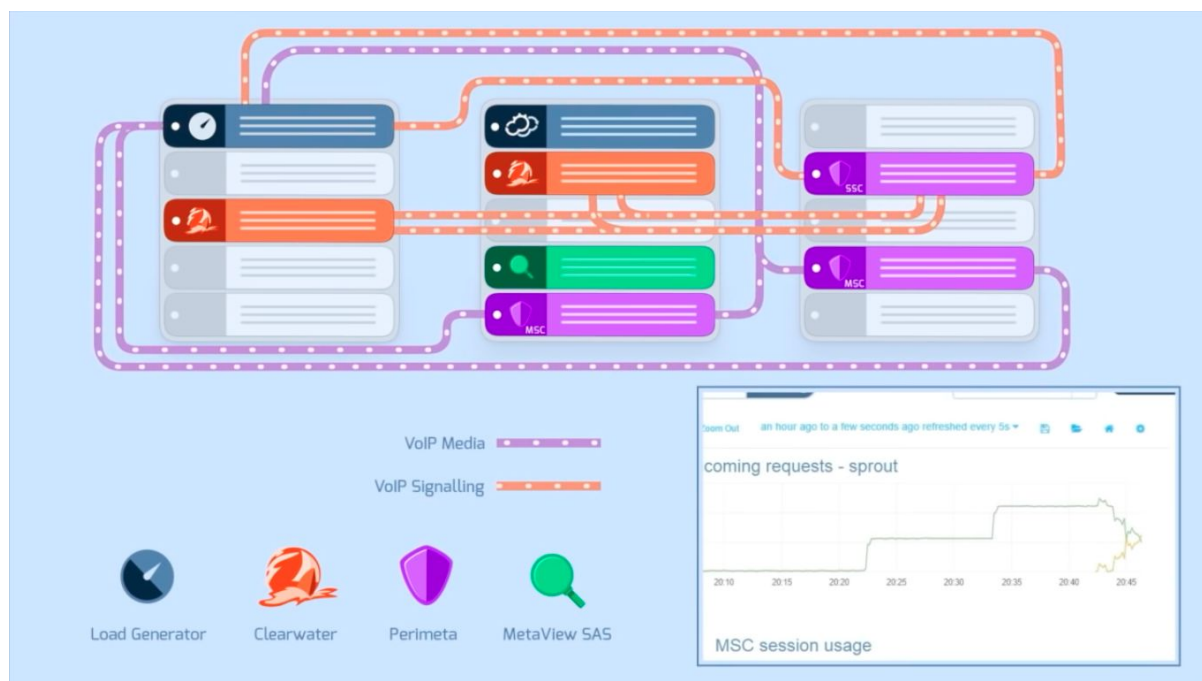 SSC
MSC
MSC
VoIP Media
VoIP Signalling
Load Generator
Clearwater
Perimeta
MetaView SAS
Zoom Out an hour ago to a few seconds ago refreshed every 5s
coming requests - sprout
20:10 20:15 20:20 20:25 20:30 20:35 20:40 20:45
MSC session usage